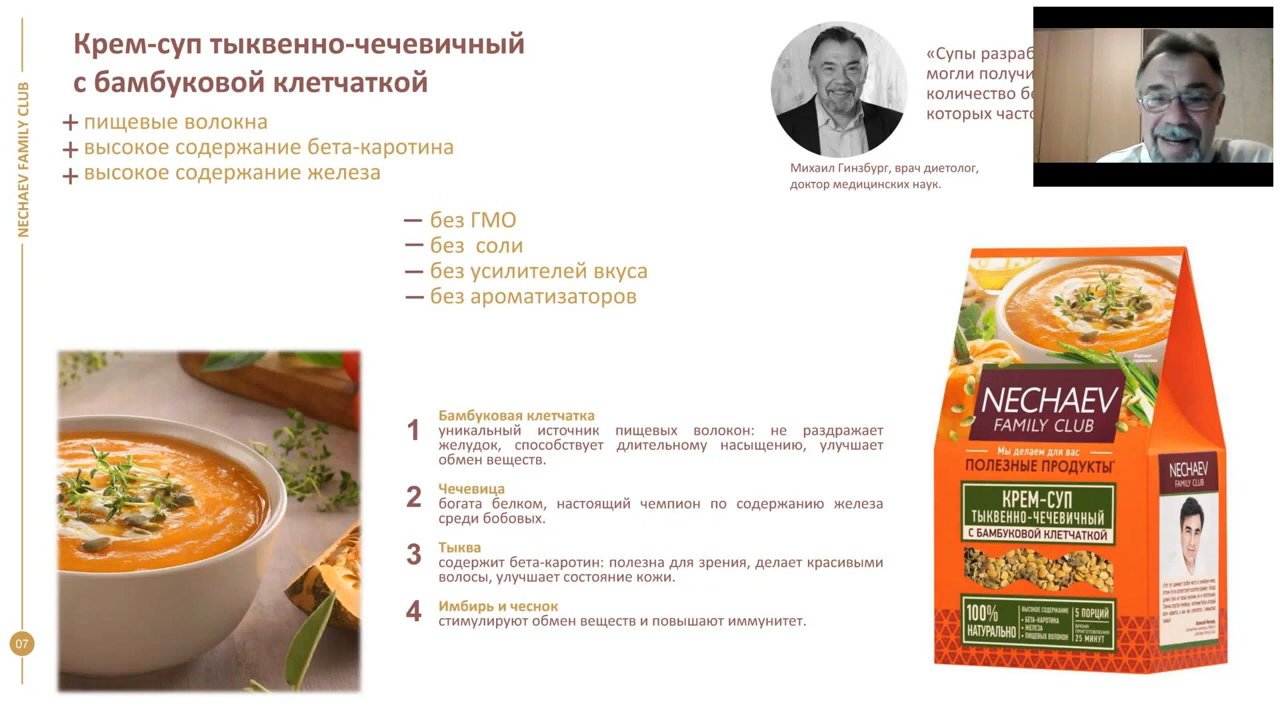 NECHAEV FAMILY CLUB
Крем-суп тыквенно-чечевичный
с бамбуковой клетчаткой
+ пищевые волокна
+ высокое содержание бета-каротина
+ высокое содержание железа
— без ГМО
— без соли
— без усилителей вкуса
— без ароматизаторов
«Супы
могли
количество
которых
Михаил Гинзбург, врач диетолог,
доктор медицинских наук.
1
Бамбуковая клетчатка
уникальный источник пищевых волокон: не раздражает
желудок, способствует длительному насыщению, улучшает
обмен веществ.
2
Чечевица
богата белком, настоящий чемпион по содержанию железа
среди бобовых.
3
Тыква
содержит бета-каротин: полезна для зрения, делает красивыми
волосы, улучшает состояние кожи.
4
Имбирь и чеснок
стимулируют обмен веществ и повышают иммунитет.
07
NECHAEV
FAMILY CLUB
Мы делаем для вас
ПОЛЕЗНЫЕ ПРОДУКТЫ
КРЕМ-СУП
ТЫКВЕННО-ЧЕЧЕВИЧНЫЙ
С БАМБУКОВОЙ КЛЕТЧАТКОЙ
100%
НАТУРАЛЬНО
ВЫСОКОЕ СОДЕРЖАНИЕ
• БЕТА-КАРОТИНА
• ЖЕЛЕЗА
• ПИЩЕВЫХ ВОЛОКОН
5 ПОРЦИЙ
ВРЕМЯ
ПРИГОТОВЛЕНИЯ
25 МИНУТ
NECHAEV
FAMILY CLUB